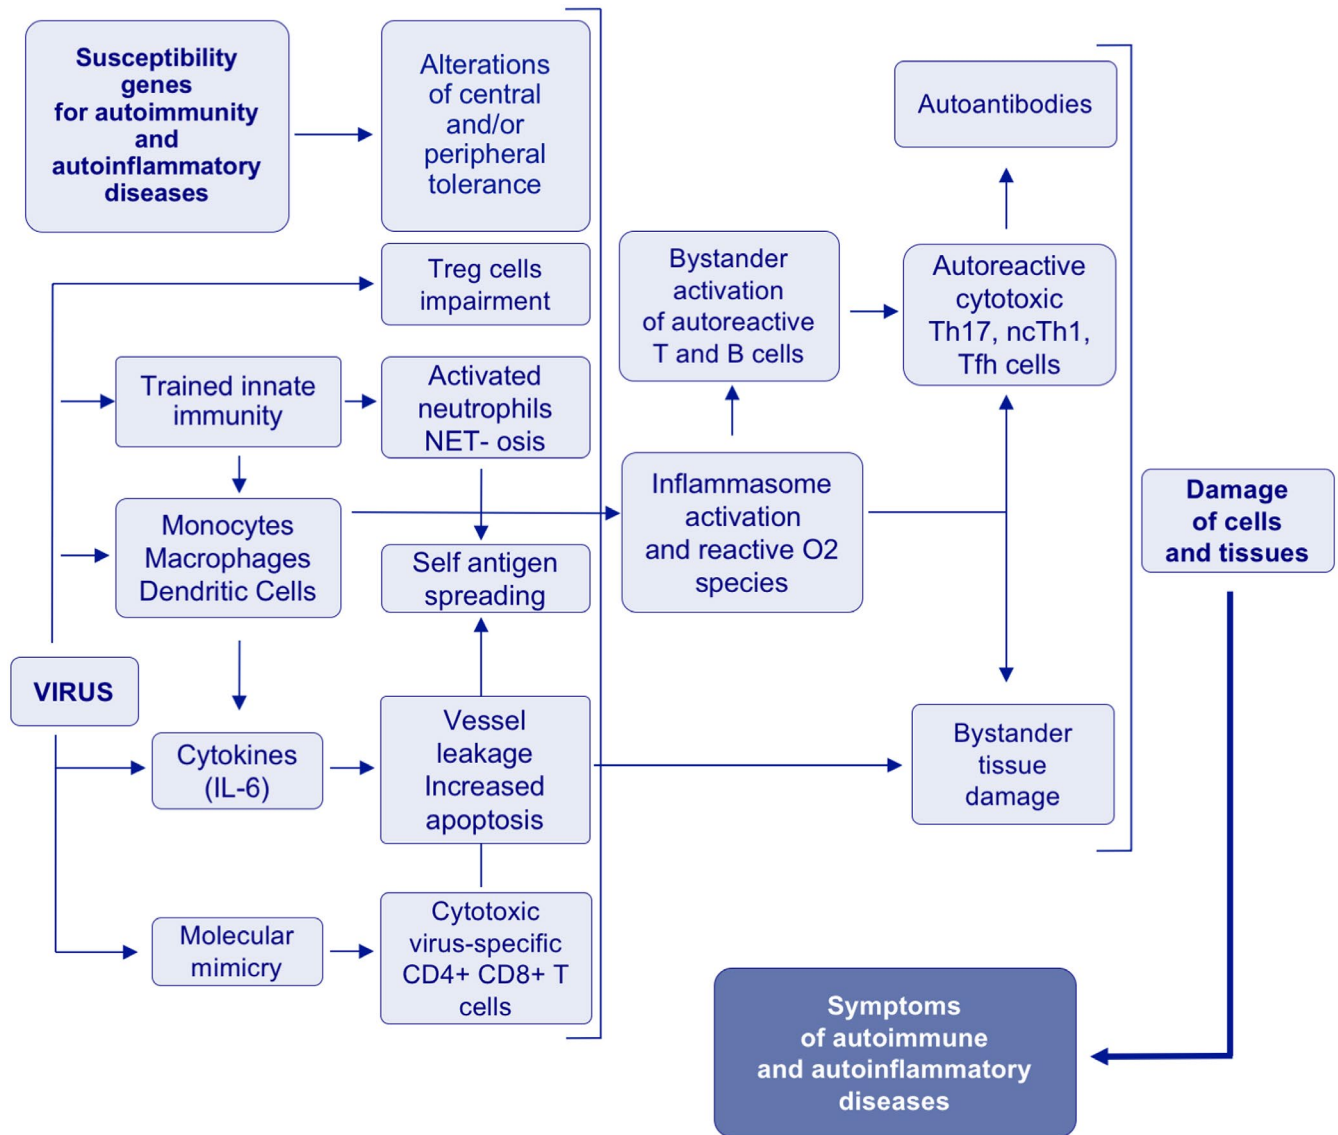 Susceptibility
genes
for autoimmunity
and
autoinflammatory
diseases
Alterations
of central
and/or
peripheral
tolerance
Treg cells
impairment
Trained innate
immunity
Activated
neutrophils
NET- osis
Monocytes
Macrophages
Dendritic Cells
Self antigen
spreading
VIRUS
Cytokines
(IL-6)
Vessel
leakage
Increased
apoptosis
Molecular
mimicry
Cytotoxic
virus-specific
CD4+ CD8+ T
cells
Bystander
activation
of autoreactive
T and B cells
Inflammasome
activation
and reactive O2
species
Autoantibodies
Autoreactive
cytotoxic
Th17, ncTh1,
Tfh cells
Bystander
tissue
damage
Damage
of cells
and tissues
Symptoms
of autoimmune
and autoinflammatory
diseases